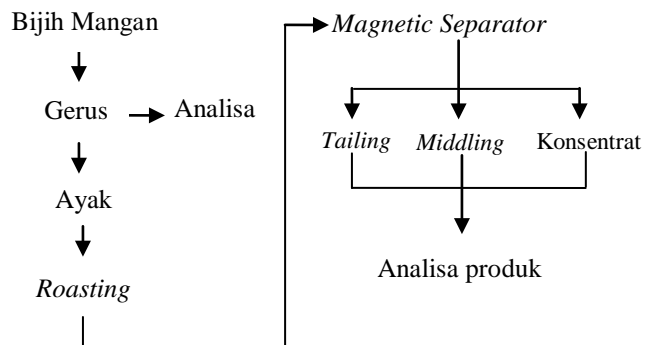 Bijih Mangan
Gerus
Analisa
Ayak
Roasting
Magnetic Separator
Tailing
Middling
Konsentrat
Analisa produk